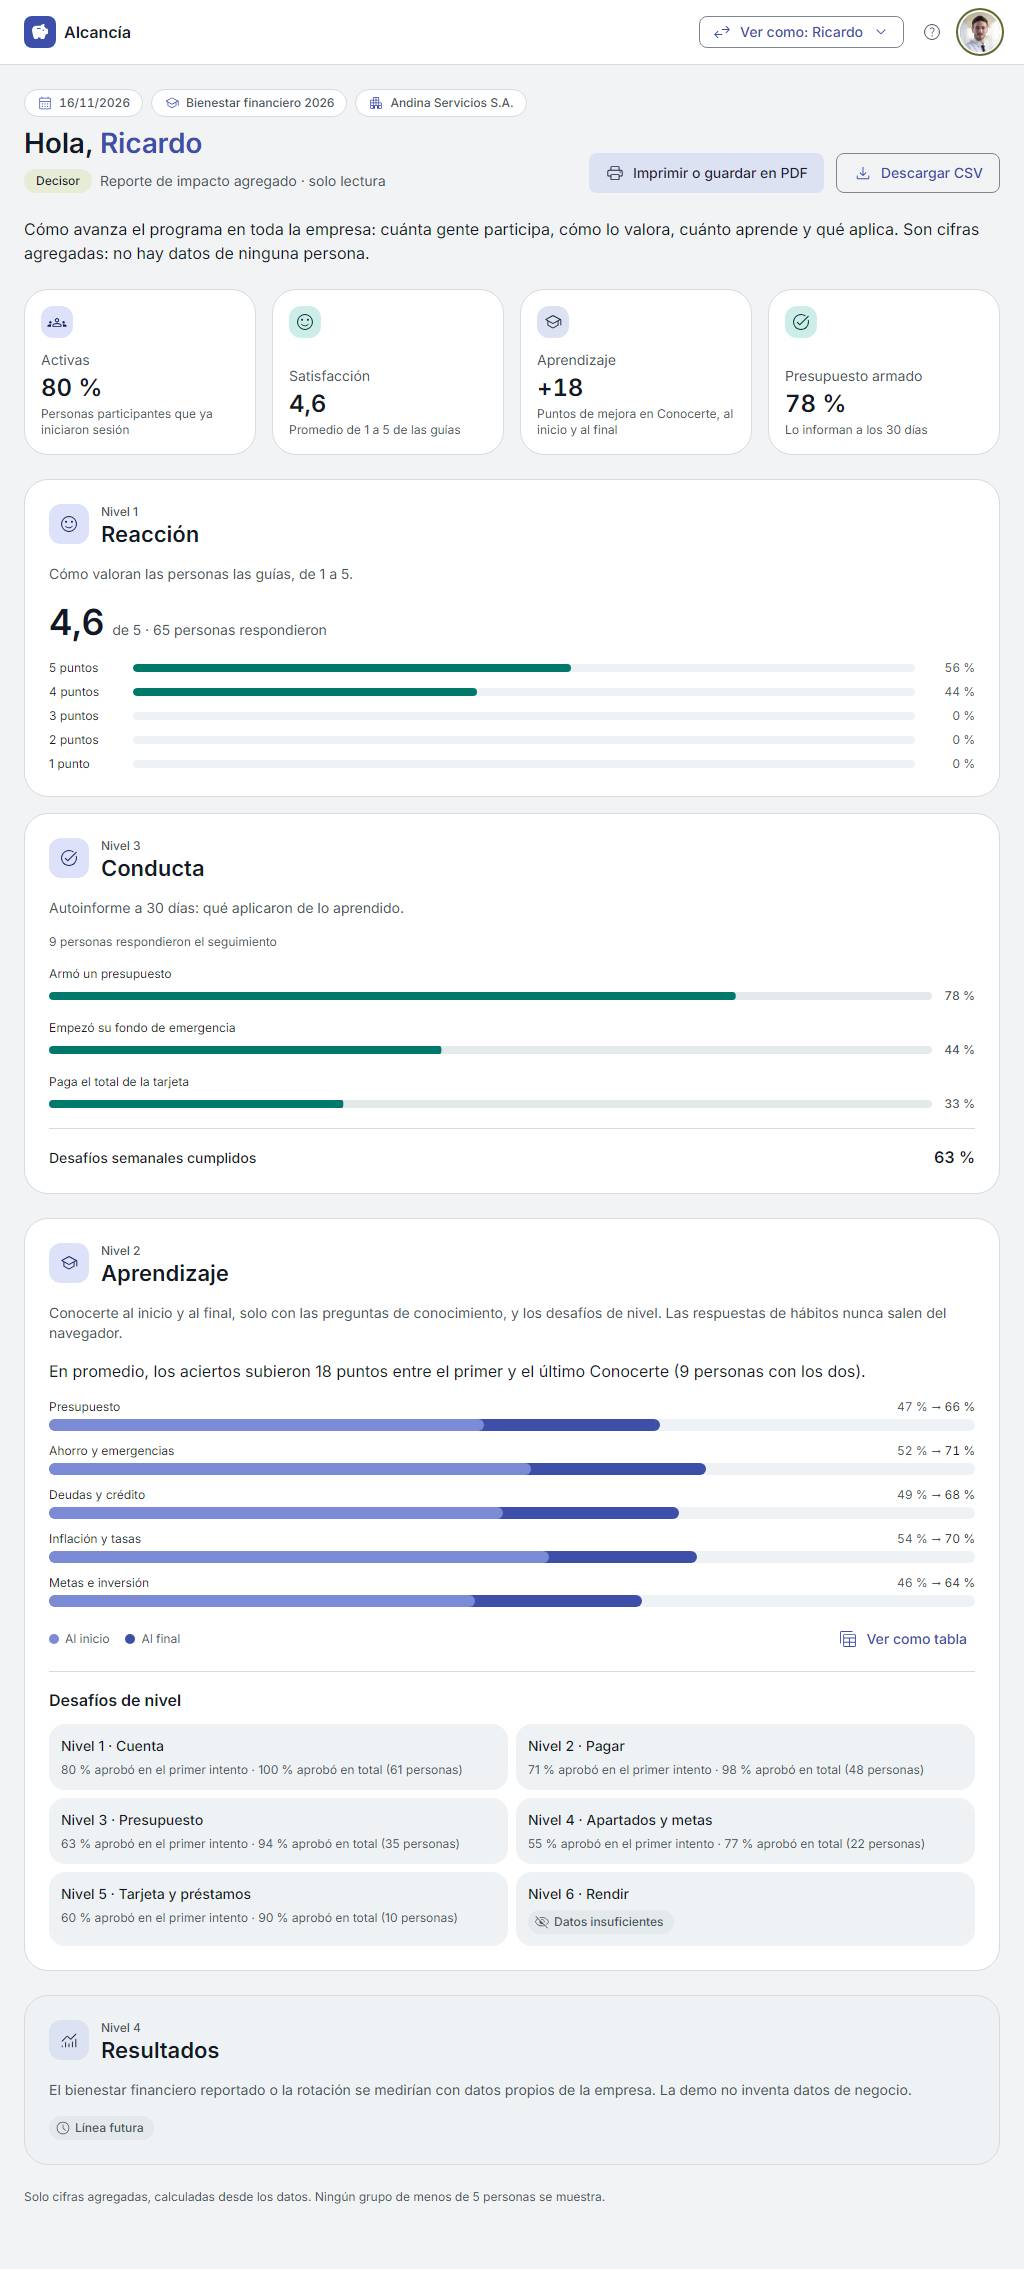 Alcancía
Ver como: Ricardo
16/11/2026
Bienestar financiero 2026
Andina Servicios S.A.
Hola, Ricardo
Decisor
Reporte de impacto agregado · solo lectura
Imprimir o guardar en PDF
Descargar CSV
Cómo avanza el programa en toda la empresa: cuánta gente participa, cómo lo valora, cuánto aprende y qué aplica. Son cifras
agregadas: no hay datos de ninguna persona.
Activas
80 %
Personas participantes que ya
iniciaron sesión
Satisfacción
4,6
Promedio de 1 a 5 de las guías
Aprendizaje
+18
Puntos de mejora en Conocerte, al
inicio y al final
Presupuesto armado
78 %
Lo informan a los 30 días
Nivel 1
Reacción
Cómo valoran las personas las guías, de 1 a 5.
4,6 de 5 · 65 personas respondieron
5 puntos 56 %
4 puntos 44 %
3 puntos 0 %
2 puntos 0 %
1 punto 0 %
Nivel 3
Conducta
Autoinforme a 30 días: qué aplicaron de lo aprendido.
9 personas respondieron el seguimiento
Armó un presupuesto
78 %
Empezó su fondo de emergencia
44 %
Paga el total de la tarjeta
33 %
Desafíos semanales cumplidos 63 %
Nivel 2
Aprendizaje
Conocerte al inicio y al final, solo con las preguntas de conocimiento, y los desafíos de nivel. Las respuestas de hábitos nunca salen del
navegador.
En promedio, los aciertos subieron 18 puntos entre el primer y el último Conocerte (9 personas con los dos).
Presupuesto 47 % → 66 %
Ahorro y emergencias 52 % → 71 %
Deudas y crédito 49 % → 68 %
Inflación y tasas 54 % → 70 %
Metas e inversión 46 % → 64 %
Al inicio
Al final
Ver como tabla
Desafíos de nivel
Nivel 1 · Cuenta
80 % aprobó en el primer intento · 100 % aprobó en total (61 personas)
Nivel 2 · Pagar
71 % aprobó en el primer intento · 98 % aprobó en total (48 personas)
Nivel 3 · Presupuesto
63 % aprobó en el primer intento · 94 % aprobó en total (35 personas)
Nivel 4 · Apartados y metas
55 % aprobó en el primer intento · 77 % aprobó en total (22 personas)
Nivel 5 · Tarjeta y préstamos
60 % aprobó en el primer intento · 90 % aprobó en total (10 personas)
Nivel 6 · Rendir
Datos insuficientes
Nivel 4
Resultados
El bienestar financiero reportado o la rotación se medirían con datos propios de la empresa. La demo no inventa datos de negocio.
Línea futura
Solo cifras agregadas, calculadas desde los datos. Ningún grupo de menos de 5 personas se muestra.